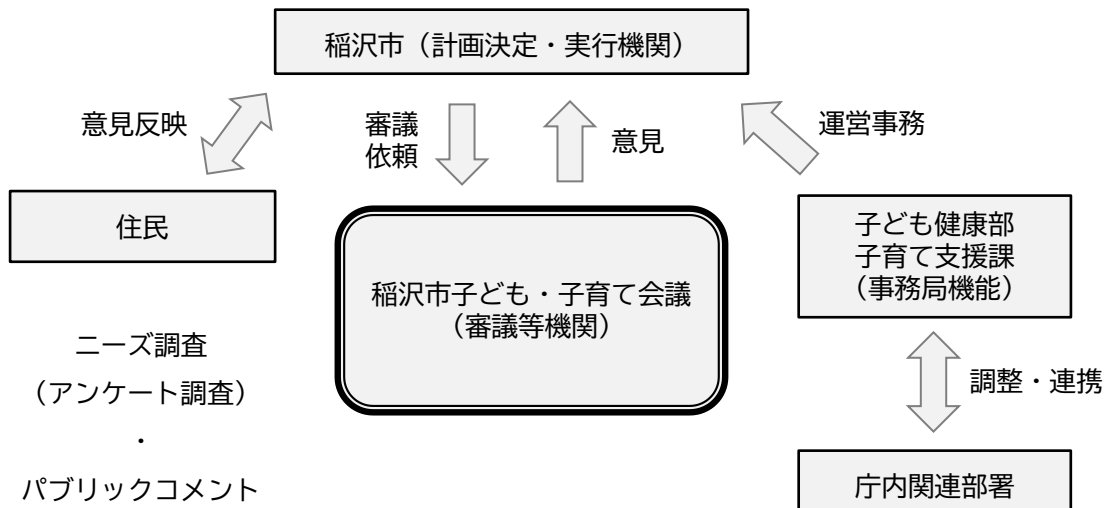 稲沢市（計画決定・実行機関）
意見反映
審議
依頼
意見
運営事務
住民
子ども健康部
子育て支援課
（事務局機能）
稲沢市子ども・子育て会議
（審議等機関）
ニーズ調査
（アンケート調査）
・
パブリックコメント
調整・連携
庁内関連部署